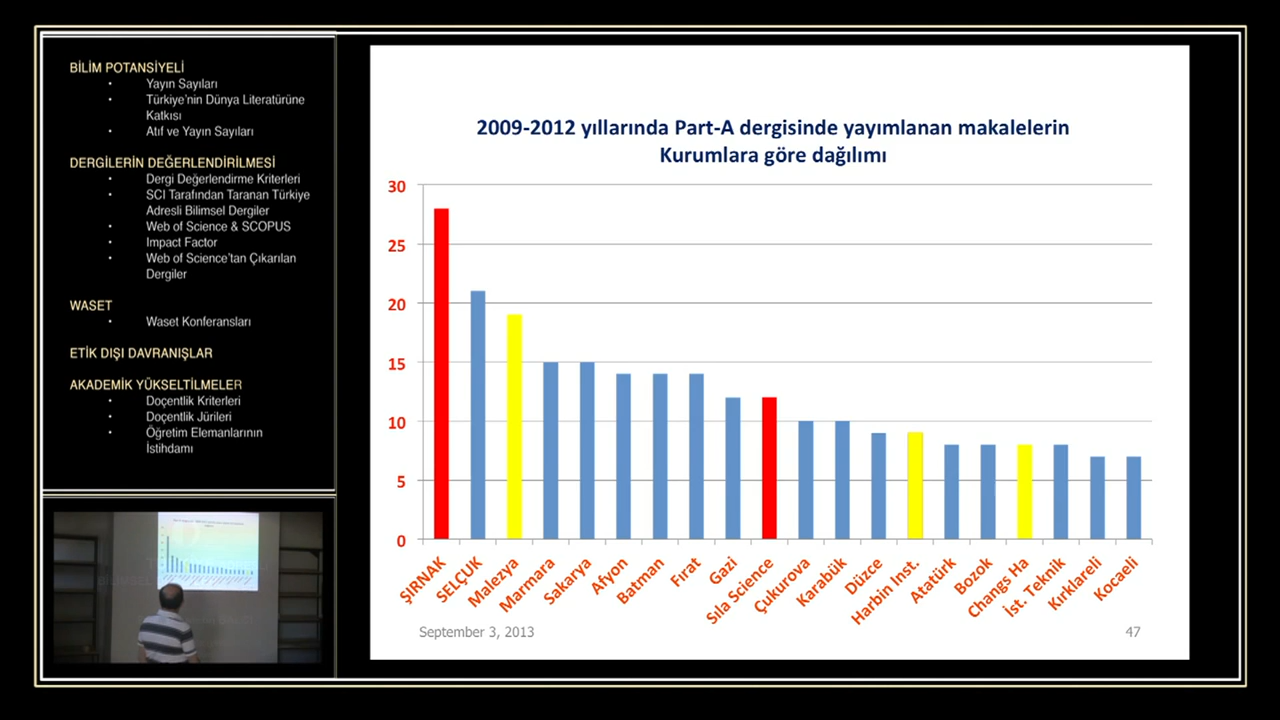 BİLİM POTANSİYELİ
• Yayın Sayıları
• Türkiye'nin Dünya Literatürüne
Katkısı
• Atıf ve Yayın Sayıları
DERGİLERİN DEĞERLENDİRİLMESİ
• Dergi Değerlendirme Kriterleri
• SCI Tarafından Taranan Türkiye
Adresli Bilimsel Dergiler
• Web of Science & SCOPUS
• Impact Factor
• Web of Science'tan Çıkarılan
Dergiler
WASET
• Waset Konferansları
ETİK DIŞI DAVRANIŞLAR
AKADEMİK YÜKSELTİLMELER
• Doçentlik Kriterleri
• Doçentlik Jürileri
• Öğretim Elemanlarının
İstihdamı
2009-2012 yıllarında Part-A dergisinde yayımlanan makalelerin
Kurumlara göre dağılımı
30
25
20
15
10
5
0
ŞIRNAK
SELÇUK
Malezya
Marmara
Sakarya
Afyon
Batman
Fırat
Gazi
Sıla Science
Çukurova
Karabük
Düzce
Harbin Inst.
Atatürk
Bozok
Changs Ha
İst. Teknik
Kırklareli
Kocaeli
September 3, 2013
47